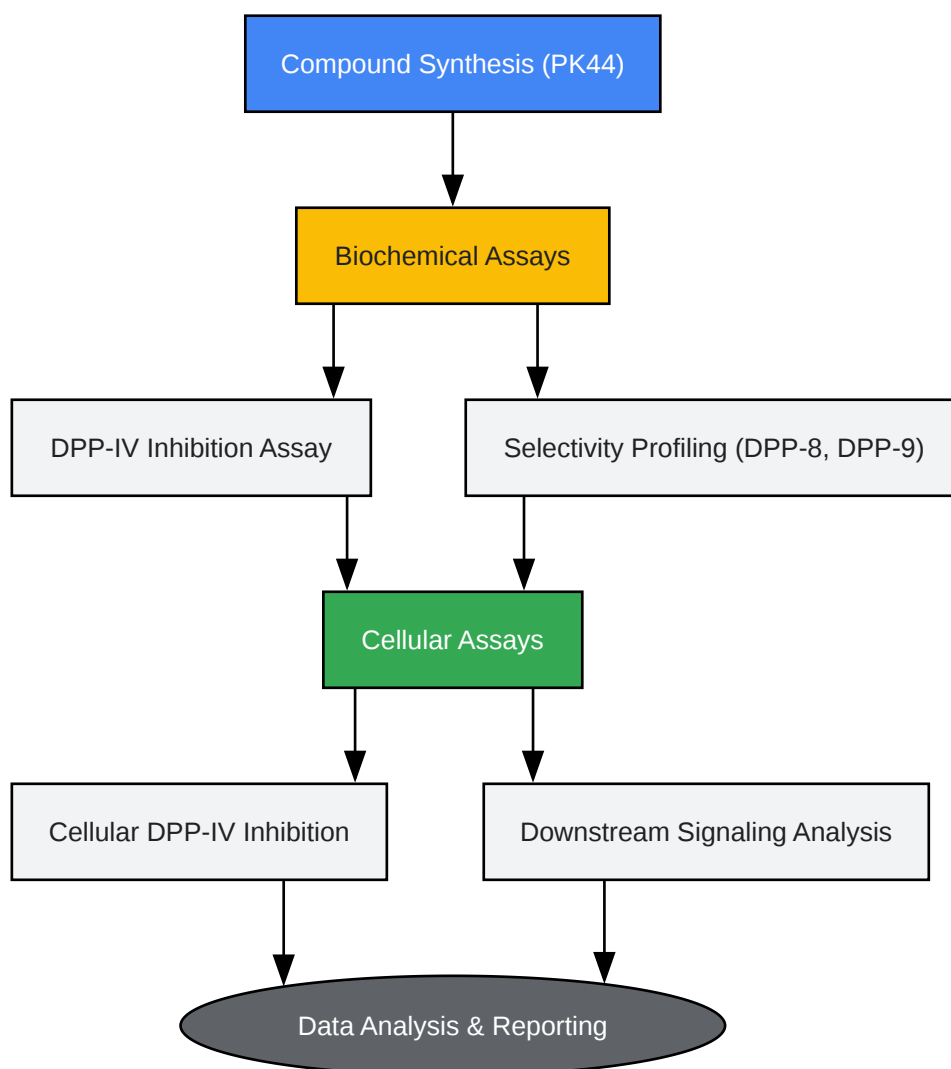 Compound Synthesis (PK44)
Biochemical Assays
DPP-IV Inhibition Assay
Selectivity Profiling (DPP-8, DPP-9)
Cellular Assays
Cellular DPP-IV Inhibition
Downstream Signaling Analysis
Data Analysis & Reporting